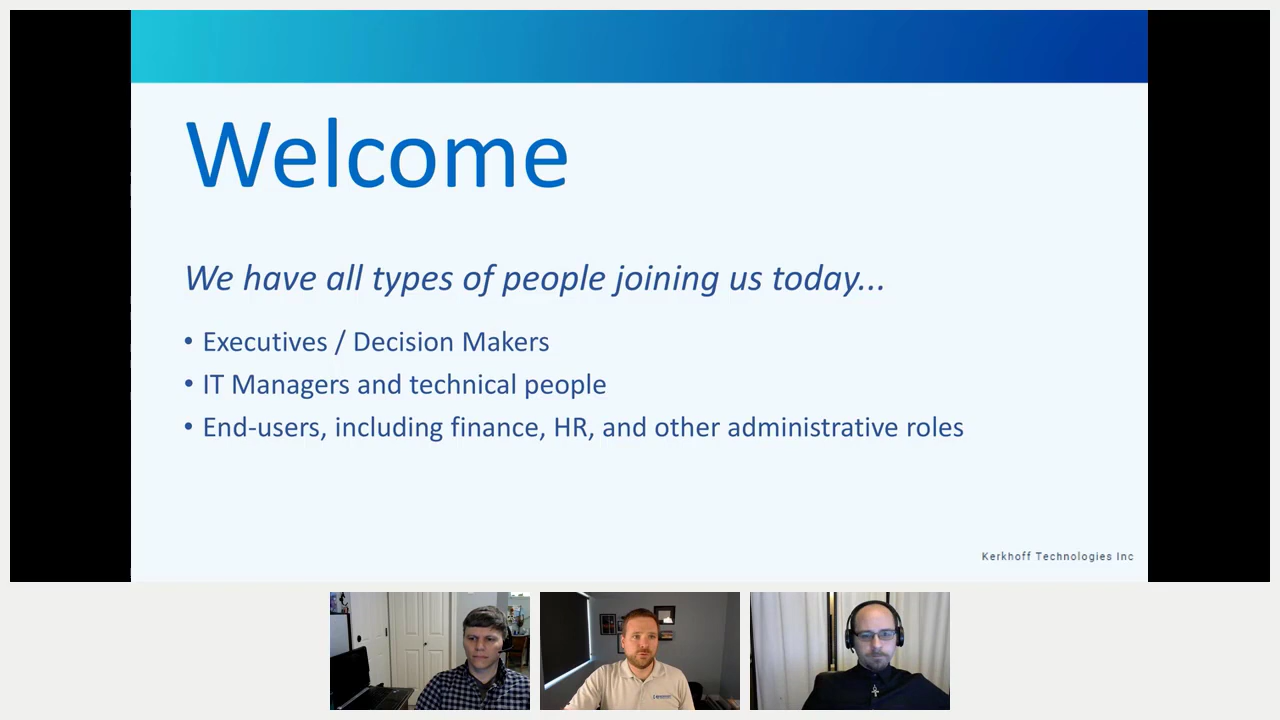 Welcome
We have all types of people joining us today...
• Executives / Decision Makers
• IT Managers and technical people
• End-users, including finance, HR, and other administrative roles
Kerkhoff Technologies Inc